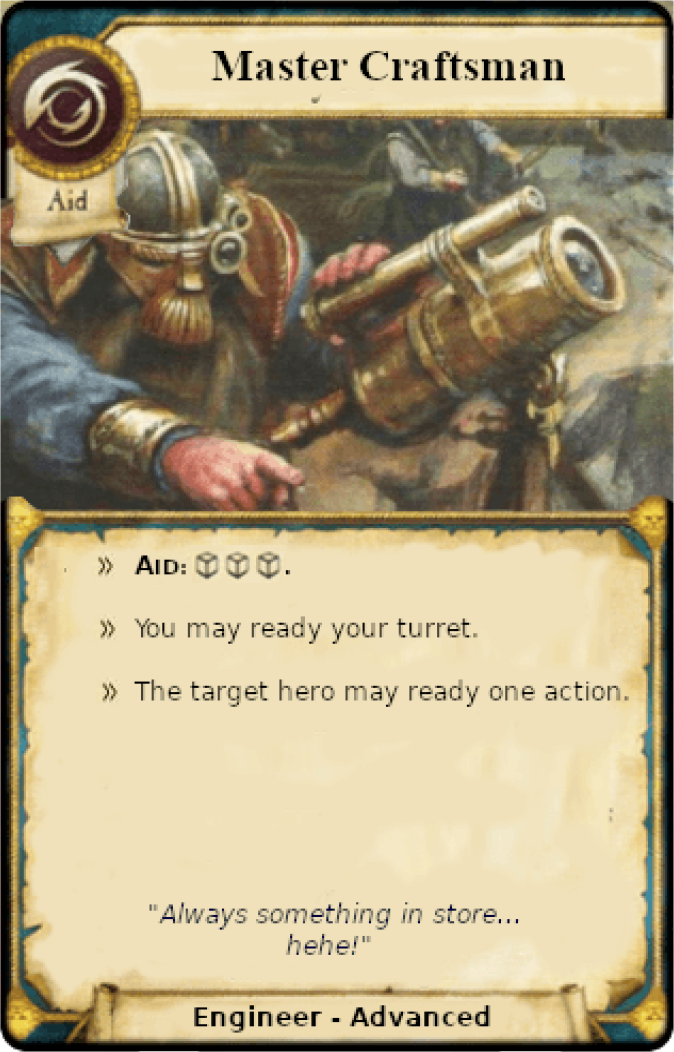 Master Craftsman
Aid
» AID: .
» You may ready your turret.
» The target hero may ready one action.
"Always something in store...
hehe!"
Engineer - Advanced